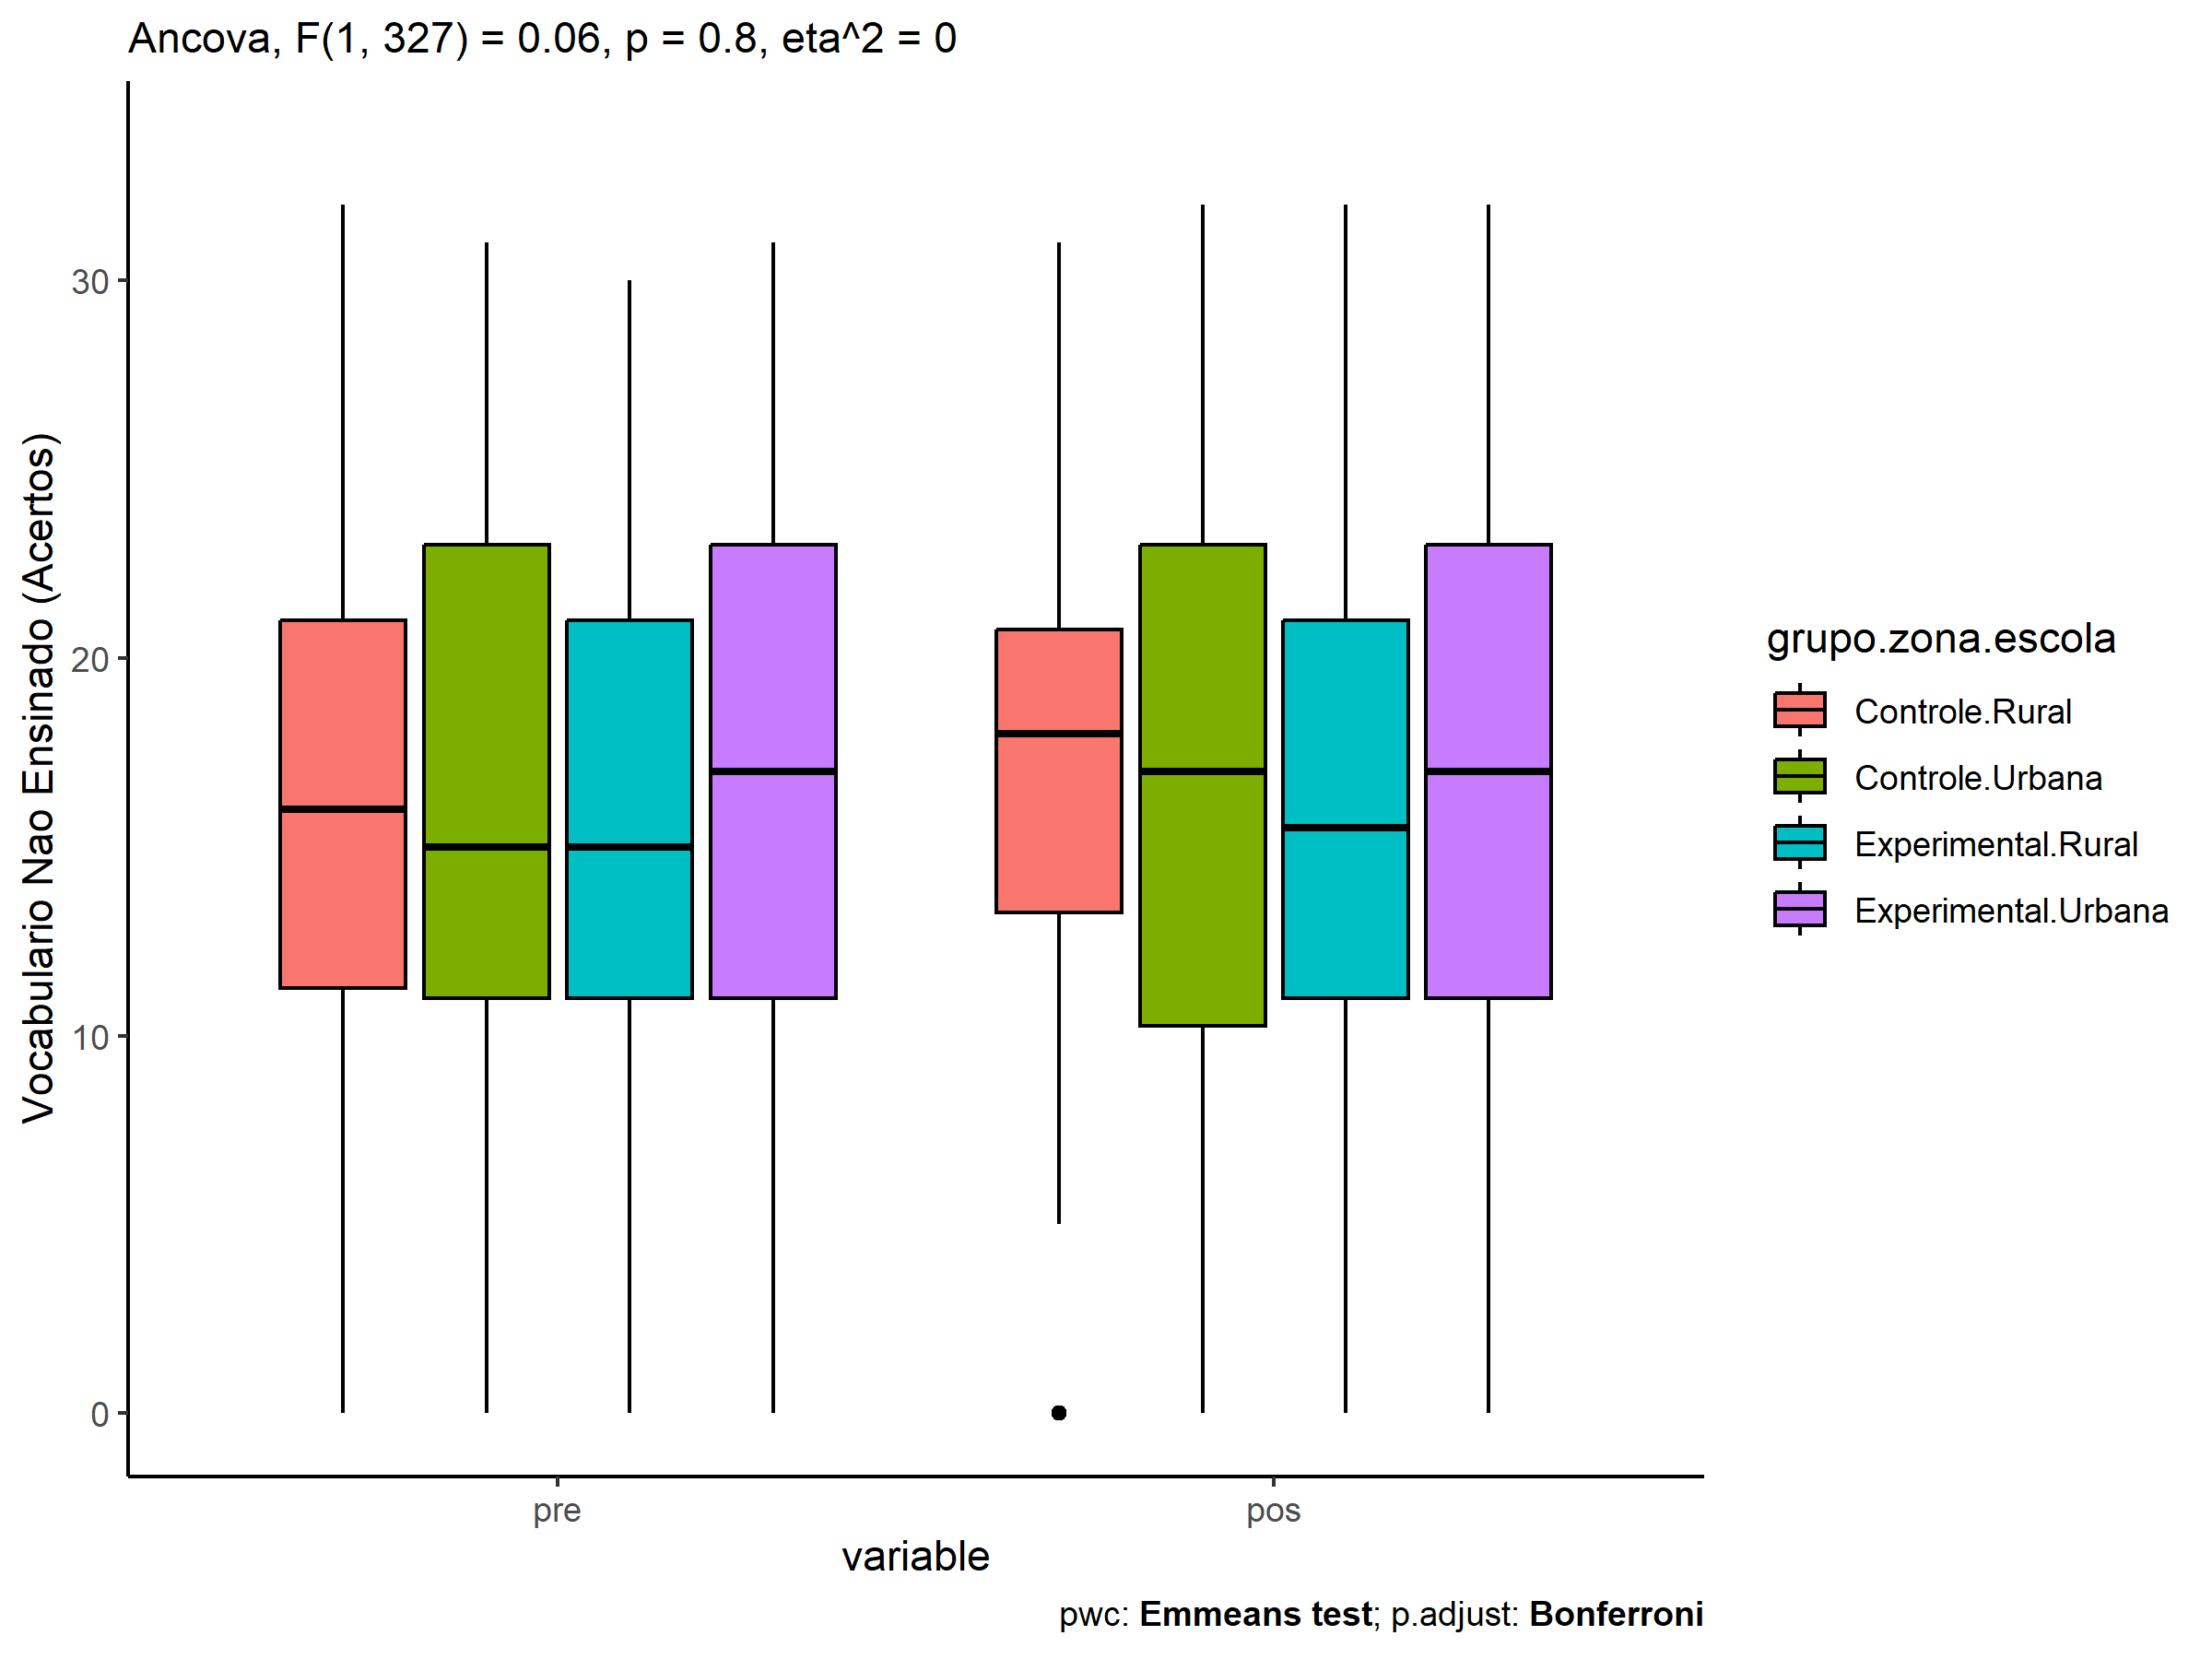 Ancova, F(1, 327) = 0.06, p = 0.8, eta^2 = 0
Vocabulario Nao Ensinado (Acertos)
30
20
10
0
pre
pos
variable
grupo.zona.escola
Controle.Rural
Controle.Urbana
Experimental.Rural
Experimental.Urbana
pwc: Emmeans test; p.adjust: Bonferroni